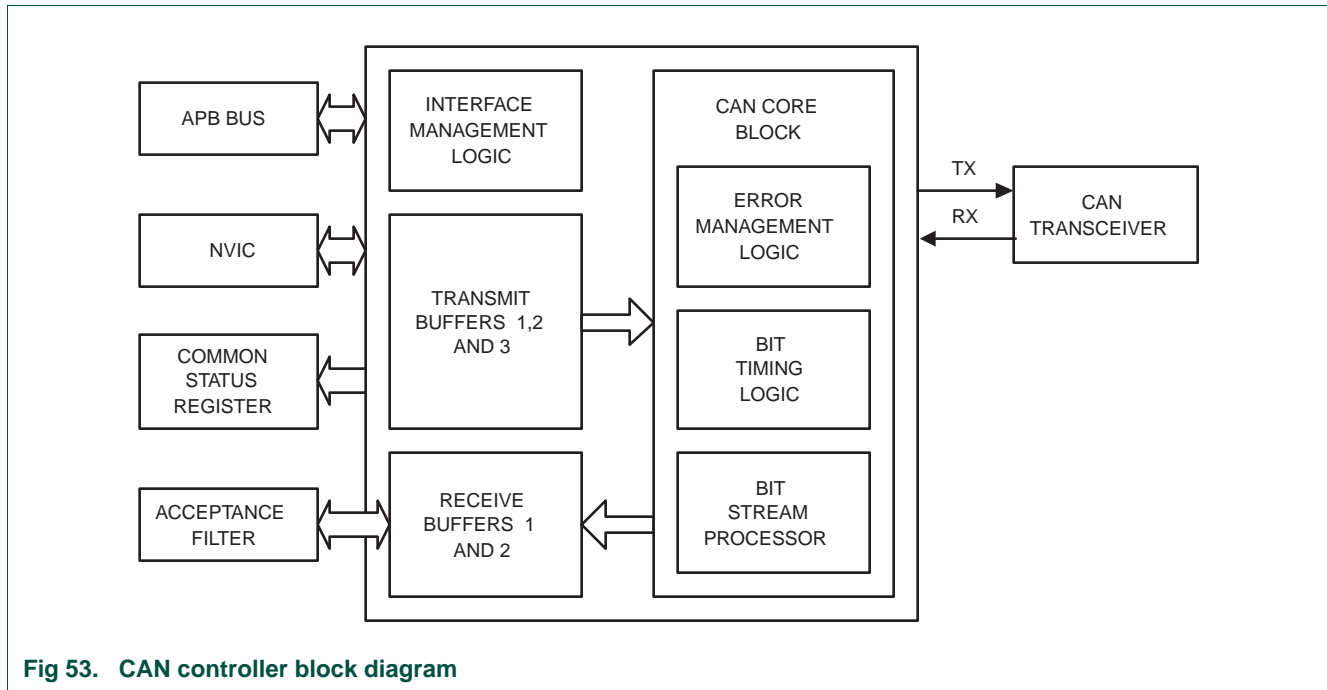 APB BUS
NVIC
COMMON
STATUS
REGISTER
ACCEPTANCE
FILTER
INTERFACE
MANAGEMENT
LOGIC
TRANSMIT
BUFFERS 1,2
AND 3
RECEIVE
BUFFERS 1
AND 2
CAN CORE
BLOCK
ERROR
MANAGEMENT
LOGIC
BIT
TIMING
LOGIC
BIT
STREAM
PROCESSOR
TX
RX
CAN
TRANSCEIVER
Fig 53. CAN controller block diagram